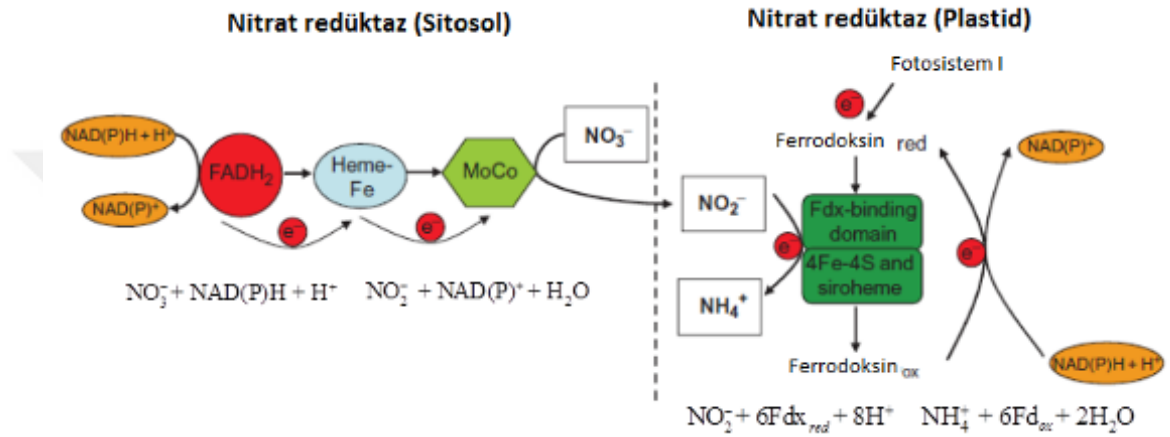 Nitrat redüktaz (Sitosol)
Nitrat redüktaz (Plastid)
NAD(P)H + H⁺
NAD(P)⁺
FADH₂
Heme-
Fe
MoCo
NO₃⁻
e⁻
e⁻
NO₃⁻ + NAD(P)H + H⁺
NO₂⁻ + NAD(P)⁺ + H₂O
Fotosistem I
e⁻
Ferrodoksin red
NAD(P)⁺
NO₂⁻
Fdx-binding
domain
e⁻
e⁻
4Fe-4S and
siroheme
NH₄⁺
Ferrodoksin ox
NAD(P)H + H⁺
NO₂⁻ + 6Fdx red + 8H⁺
NH₄⁺ + 6Fd ox + 2H₂O